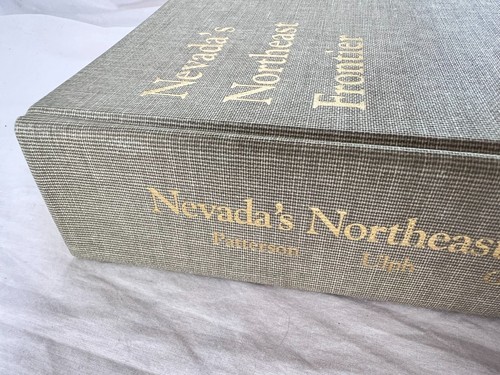 Nevada's
Northeast
Frontier
Nevada's Northeast
Patterson Ulph